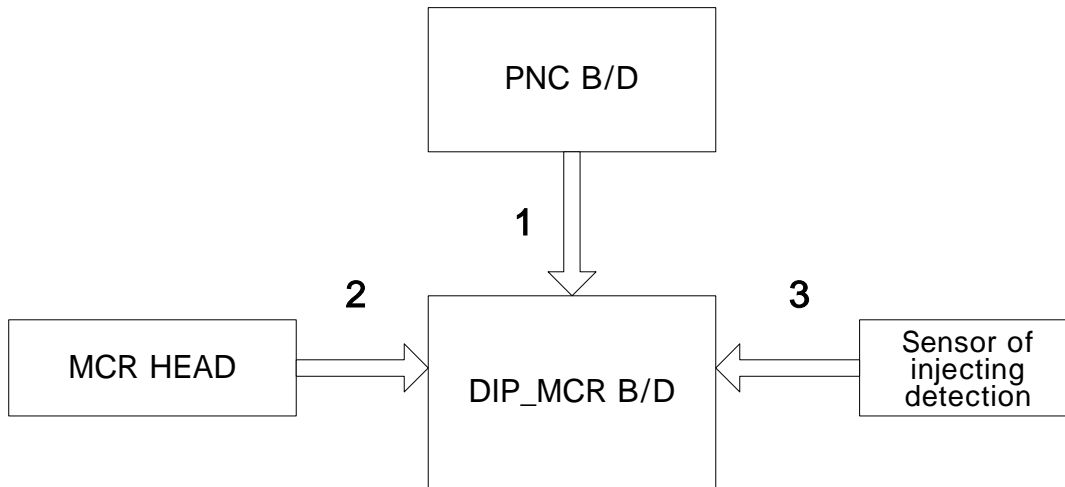 PNC B/D
1
2
3
MCR HEAD
DIP_MCR B/D
Sensor of
injecting
detection